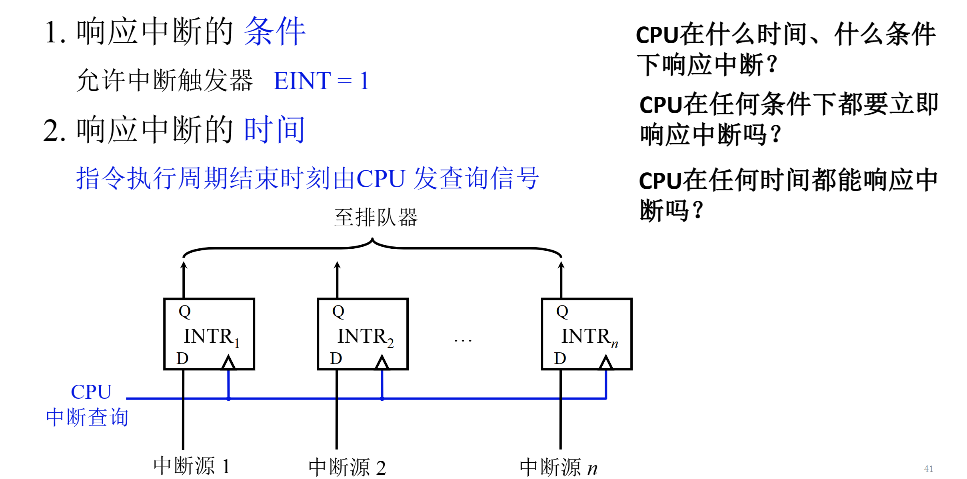 1. 响应中断的 条件
允许中断触发器 EINT = 1
2. 响应中断的 时间
指令执行周期结束时刻由CPU 发查询信号
CPU在什么时间、什么条件
下响应中断?
CPU在任何条件下都要立即
响应中断吗?
CPU在任何时间都能响应中
断吗?
至排队器
Q Q Q
INTR1 INTR2 … INTRn
D D D
CPU
中断查询
中断源 1 中断源 2 中断源 n
41